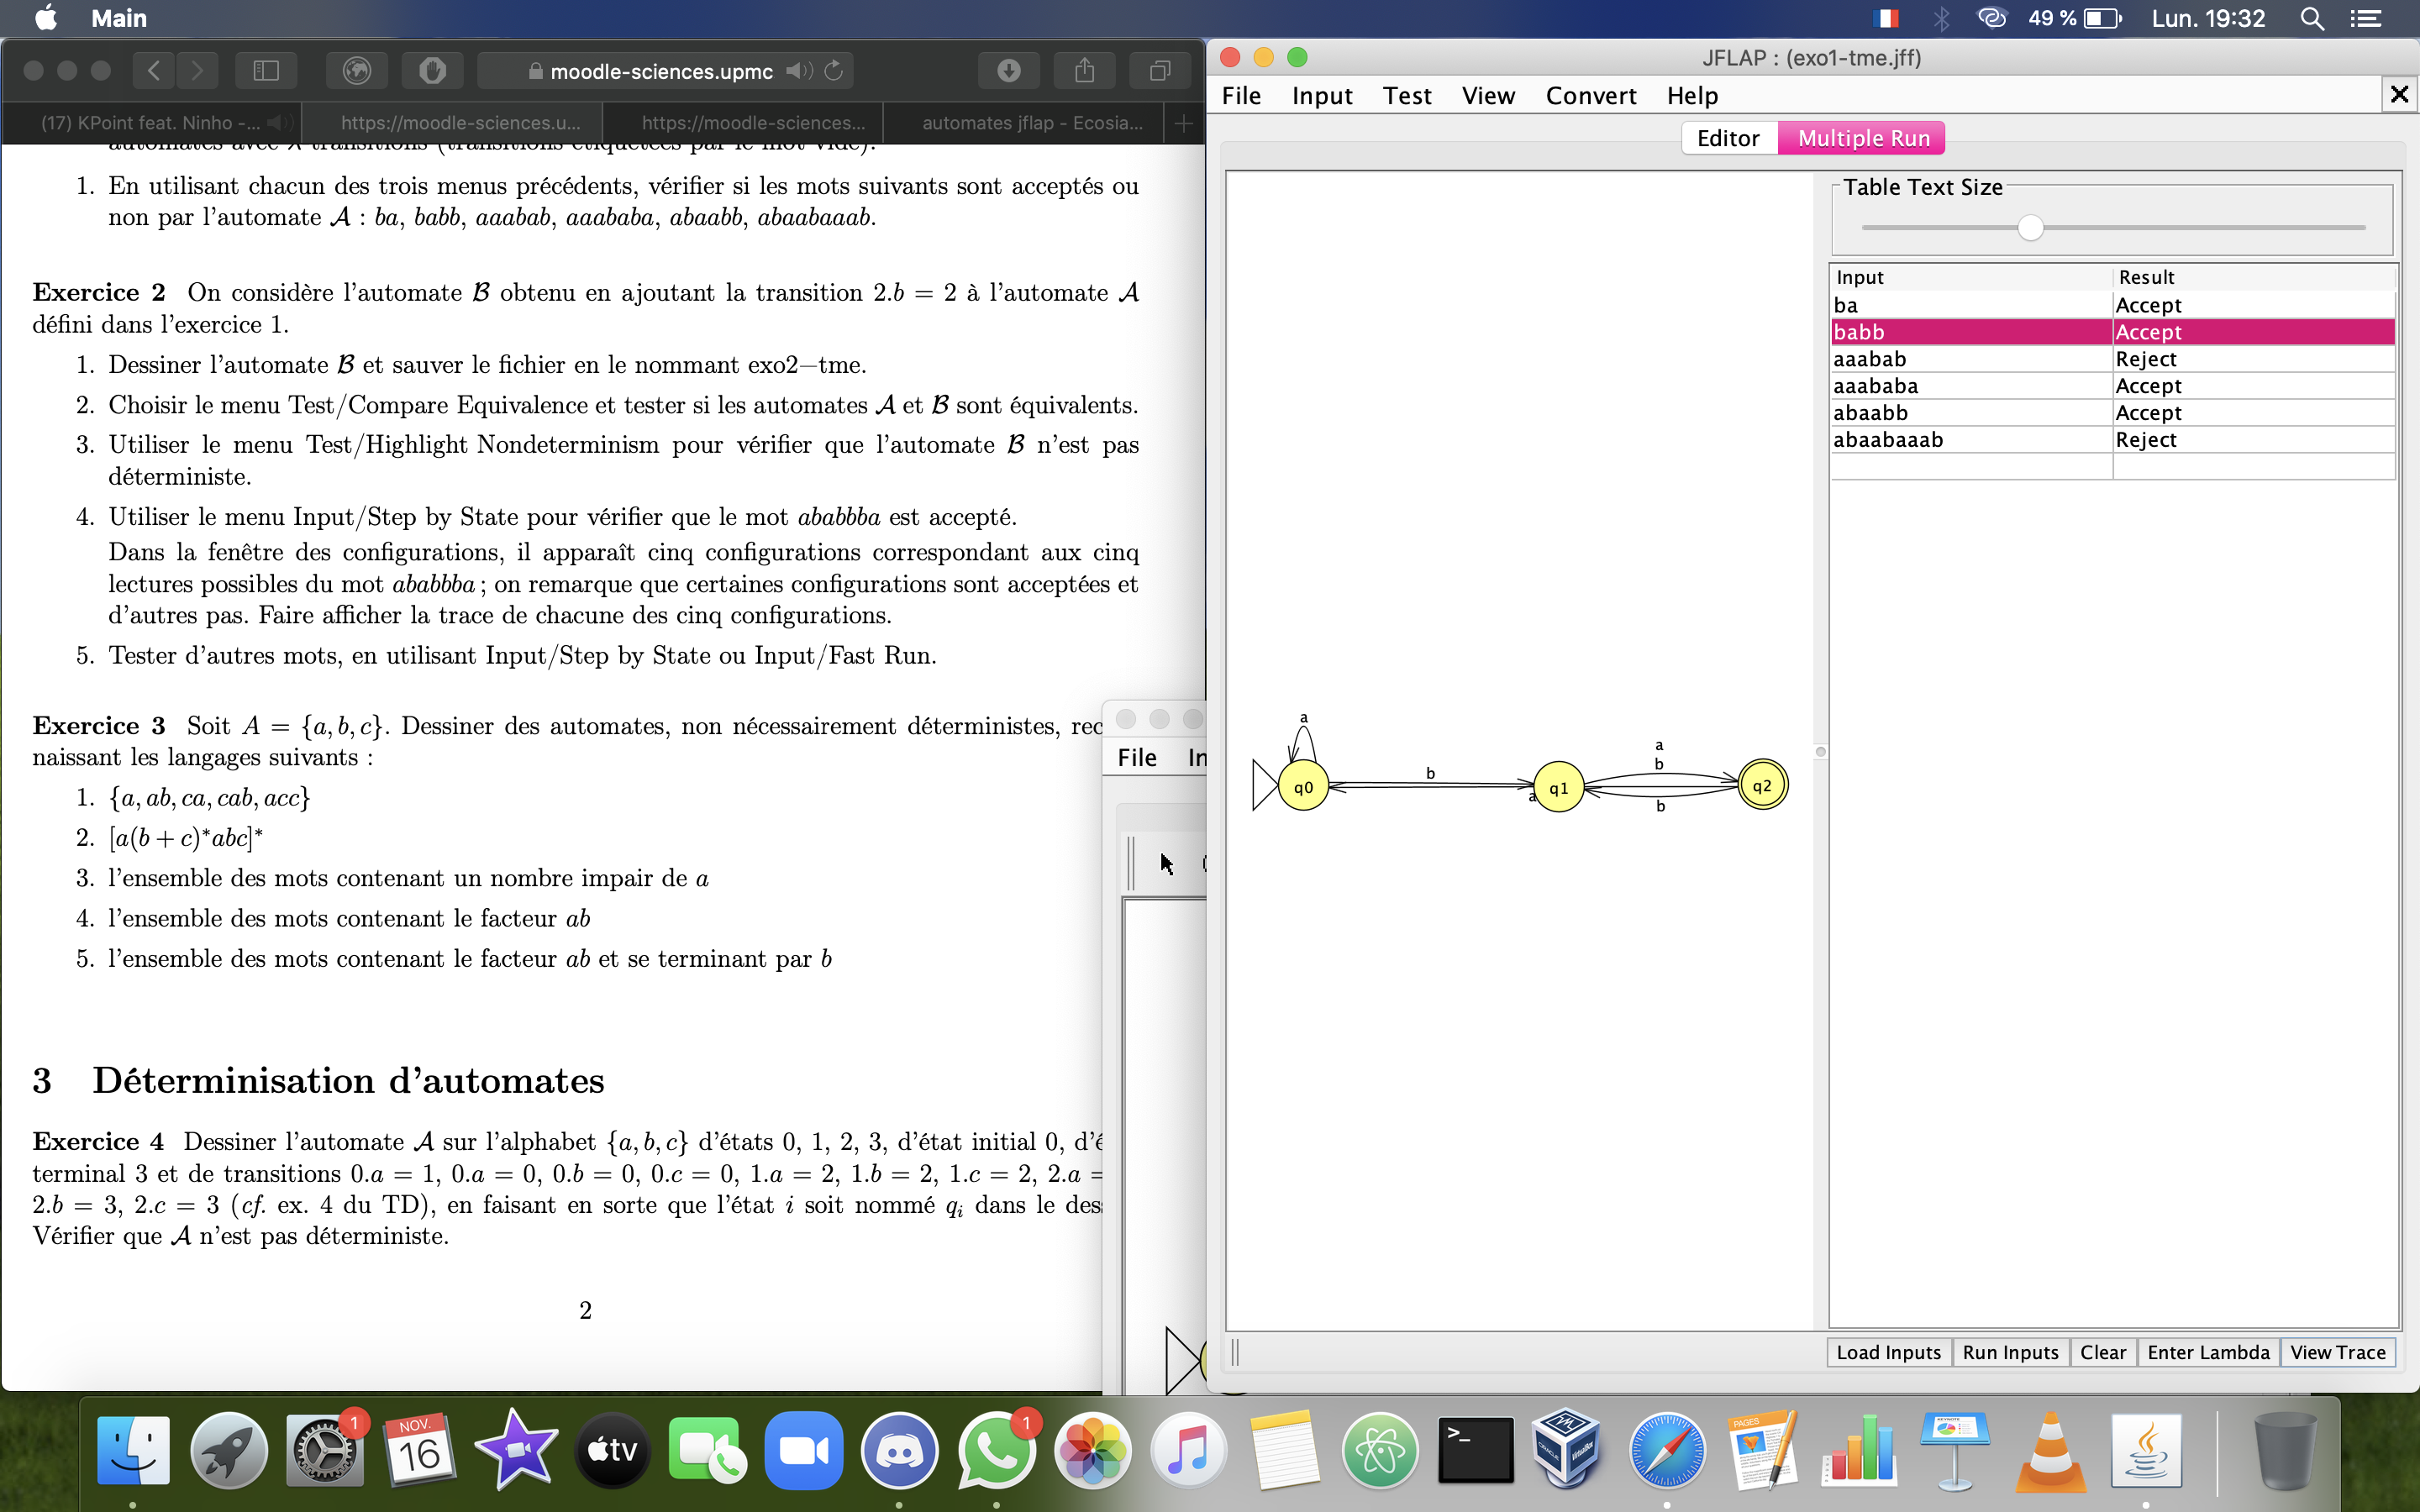 Main
49 %
Lun. 19:32
moodle-sciences.upmc
(17) KPoint feat. Ninho -...
https://moodle-sciences.u...
https://moodle-sciences...
automates jflap - Ecosia...
automates avec λ-transitions (transitions étiquetées par le mot vide).
1. En utilisant chacun des trois menus précédents, vérifier si les mots suivants sont acceptés ou
non par l'automate 𝒜 : ba, babb, aaabab, aaababa, abaabb, abaabaaab.
Exercice 2 On considère l'automate ℬ obtenu en ajoutant la transition 2.b = 2 à l'automate 𝒜
défini dans l'exercice 1.
1. Dessiner l'automate ℬ et sauver le fichier en le nommant exo2−tme.
2. Choisir le menu Test/Compare Equivalence et tester si les automates 𝒜 et ℬ sont équivalents.
3. Utiliser le menu Test/Highlight Nondeterminism pour vérifier que l'automate ℬ n'est pas
déterministe.
4. Utiliser le menu Input/Step by State pour vérifier que le mot ababbba est accepté.
Dans la fenêtre des configurations, il apparaît cinq configurations correspondant aux cinq
lectures possibles du mot ababbba ; on remarque que certaines configurations sont acceptées et
d'autres pas. Faire afficher la trace de chacune des cinq configurations.
5. Tester d'autres mots, en utilisant Input/Step by State ou Input/Fast Run.
Exercice 3 Soit A = {a, b, c}. Dessiner des automates, non nécessairement déterministes, rec
naissant les langages suivants :
1. {a, ab, ca, cab, acc}
2. [a(b + c)*abc]*
3. l'ensemble des mots contenant un nombre impair de a
4. l'ensemble des mots contenant le facteur ab
5. l'ensemble des mots contenant le facteur ab et se terminant par b
3 Déterminisation d'automates
Exercice 4 Dessiner l'automate 𝒜 sur l'alphabet {a, b, c} d'états 0, 1, 2, 3, d'état initial 0, d'é
terminal 3 et de transitions 0.a = 1, 0.a = 0, 0.b = 0, 0.c = 0, 1.a = 2, 1.b = 2, 1.c = 2, 2.a =
2.b = 3, 2.c = 3 (cf. ex. 4 du TD), en faisant en sorte que l'état i soit nommé qᵢ dans le des
Vérifier que 𝒜 n'est pas déterministe.
2
File In
JFLAP : (exo1-tme.jff)
File Input Test View Convert Help
Editor Multiple Run
Table Text Size
Input Result
ba Accept
babb Accept
aaabab Reject
aaababa Accept
abaabb Accept
abaabaaab Reject
a
q0
b
a
q1
a
b
b
q2
Load Inputs Run Inputs Clear Enter Lambda View Trace
1
NOV.
16
tv
1
>_
PAGES
KEYNOTE